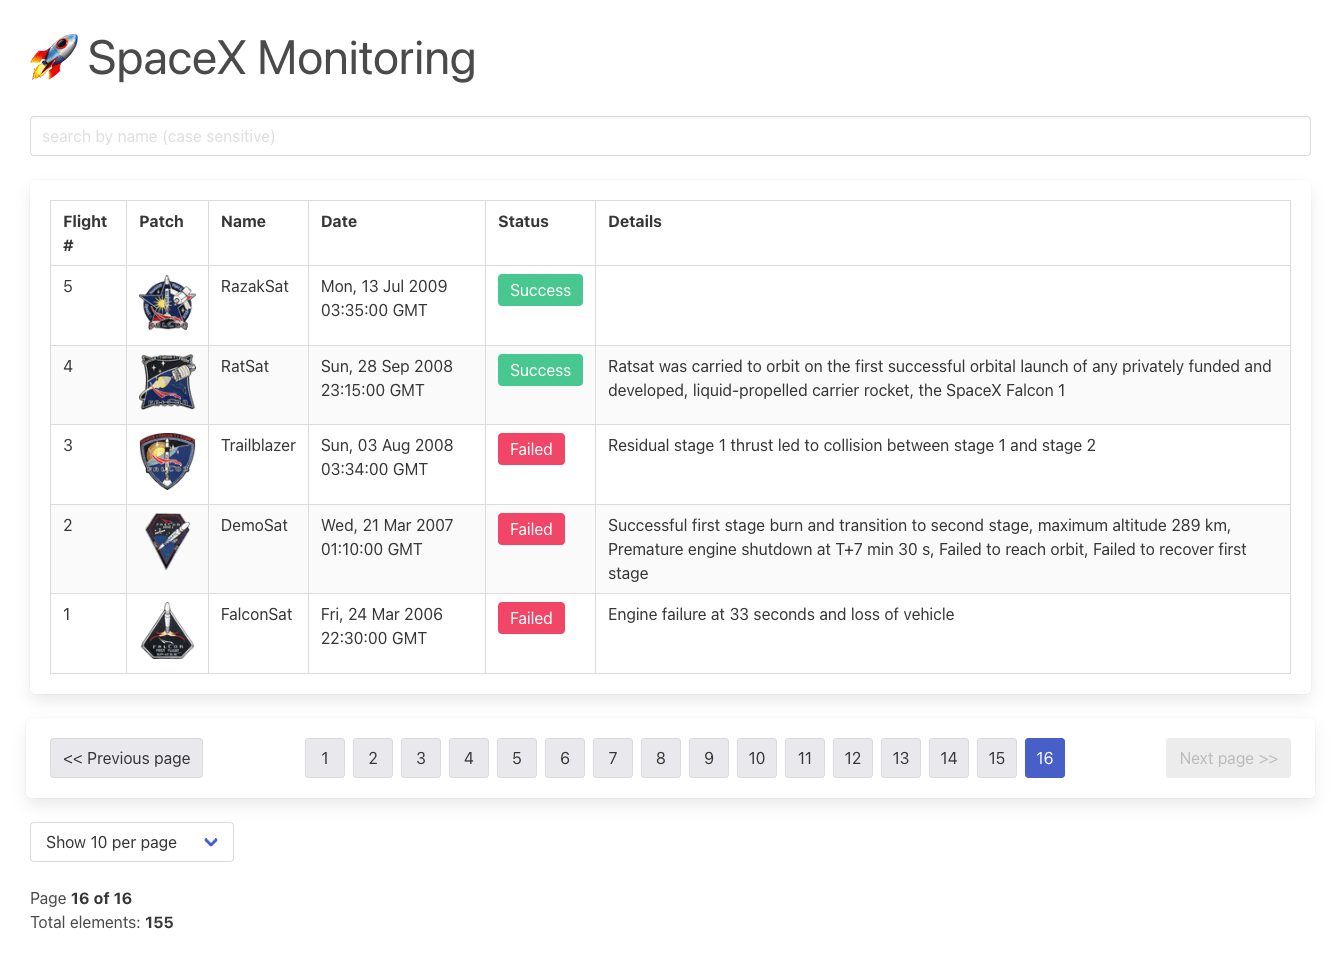 🚀 SpaceX Monitoring
search by name (case sensitive)
Flight
#
Patch
Name
Date
Status
Details
5
RazakSat
Mon, 13 Jul 2009
03:35:00 GMT
Success
4
RatSat
Sun, 28 Sep 2008
23:15:00 GMT
Success
Ratsat was carried to orbit on the first successful orbital launch of any privately funded and
developed, liquid-propelled carrier rocket, the SpaceX Falcon 1
3
Trailblazer
Sun, 03 Aug 2008
03:34:00 GMT
Failed
Residual stage 1 thrust led to collision between stage 1 and stage 2
2
DemoSat
Wed, 21 Mar 2007
01:10:00 GMT
Failed
Successful first stage burn and transition to second stage, maximum altitude 289 km,
Premature engine shutdown at T+7 min 30 s, Failed to reach orbit, Failed to recover first
stage
1
FALCON
FalconSat
Fri, 24 Mar 2006
22:30:00 GMT
Failed
Engine failure at 33 seconds and loss of vehicle
<< Previous page
1
2
3
4
5
6
7
8
9
10
11
12
13
14
15
16
Next page >>
Show 10 per page
Page 16 of 16
Total elements: 155